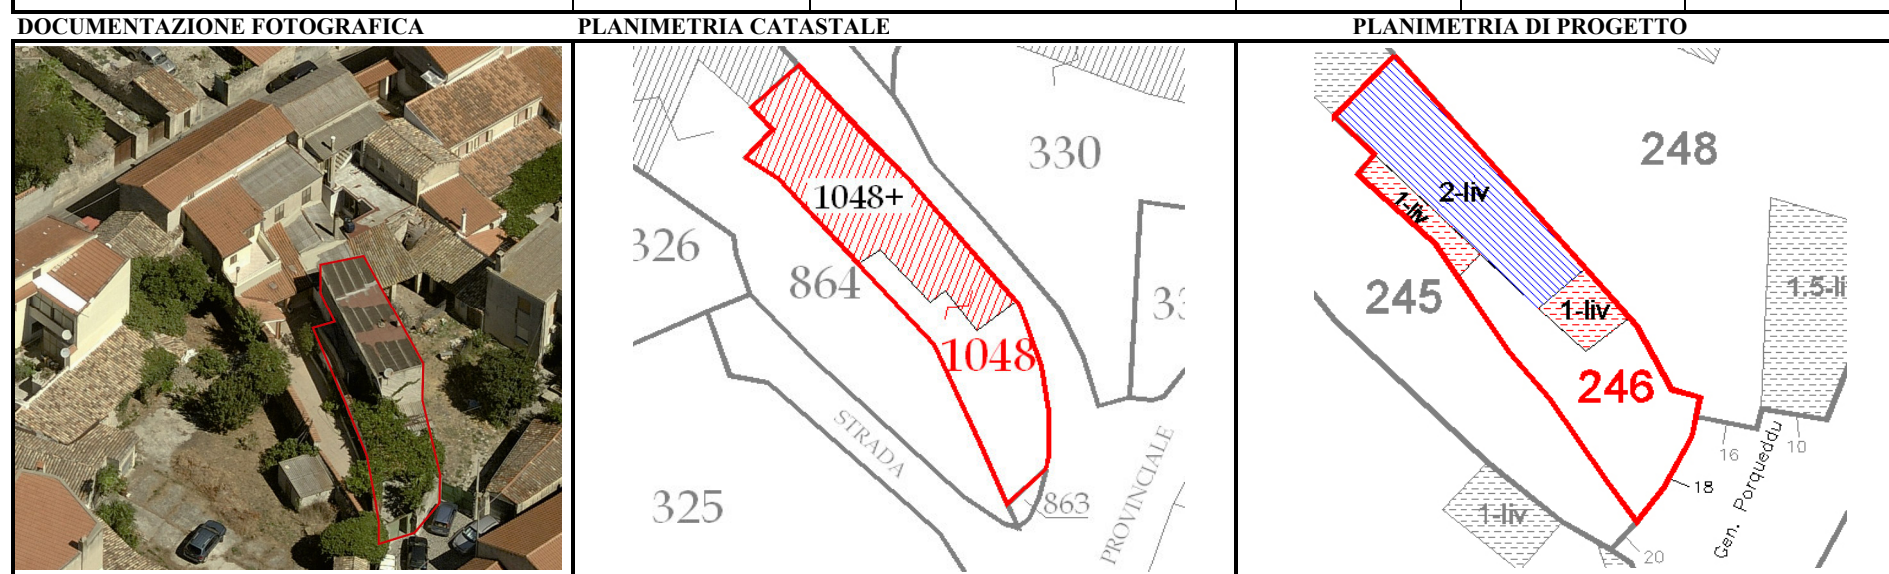 DOCUMENTAZIONE FOTOGRAFICA
PLANIMETRIA CATASTALE
PLANIMETRIA DI PROGETTO
330
1048+
326
864
1048
STRADA
325
863
PROVINCIALE
248
2-liv
1-liv
245
1-liv
1.5-li
246
16
10
18
Gen. Porqueddu
1-liv
20